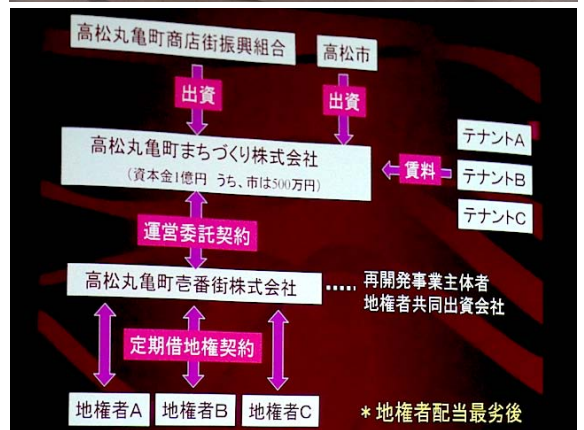 高松丸亀町商店街振興組合
高松市
出資
出資
高松丸亀町まちづくり株式会社
(資本金1億円 うち、市は500万円)
賃料
テナントA
テナントB
テナントC
運営委託契約
高松丸亀町壱番街株式会社
再開発事業主体者
地権者共同出資会社
定期借地権契約
地権者A
地権者B
地権者C
*地権者配当最劣後